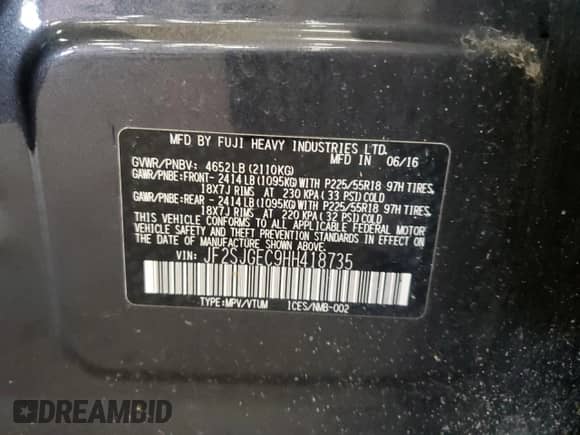 MFD BY FUJI HEAVY INDUSTRIES LTD.
MFD IN 06/16
GVWR/PNBV: 4652LB (2110KG)
GAWR/PNBE:FRONT-2414LB(1095KG)WITH P225/55R18 97H TIRES,
18X7J RIMS AT 230 KPA ( 33 PSI)COLD
GAWR/PNBE:REAR -2414LB(1095KG)WITH P225/55R18 97H TIRES,
18X7J RIMS AT 220 KPA ( 32 PSI)COLD
THIS VEHICLE CONFORMS TO ALL APPLICABLE FEDERAL MOTOR
VEHICLE SAFETY AND THEFT PREVENTION STANDARDS IN EFFECT
ON THE DATE OF MANUFACTURE SHOWN ABOVE.
VIN: JF2SJGEC9HH418735
TYPE:MPV/VTUM ICES/NMB-002
DREAMBID